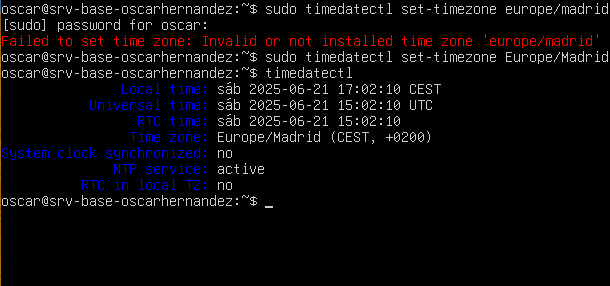 oscar@srv-base-oscarhernandez:~$ sudo timedatectl set-timezone europe/madrid
[sudo] password for oscar:
Failed to set time zone: Invalid or not installed time zone 'europe/madrid'
oscar@srv-base-oscarhernandez:~$ sudo timedatectl set-timezone Europe/Madrid
oscar@srv-base-oscarhernandez:~$ timedatectl
Local time: sáb 2025-06-21 17:02:10 CEST
Universal time: sáb 2025-06-21 15:02:10 UTC
RTC time: sáb 2025-06-21 15:02:10
Time zone: Europe/Madrid (CEST, +0200)
System clock synchronized: no
NTP service: active
RTC in local TZ: no
oscar@srv-base-oscarhernandez:~$ _